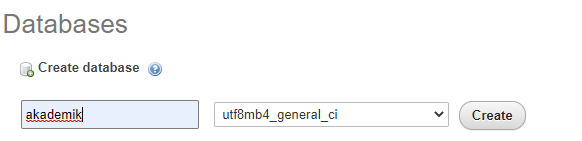 Databases
Create database
akademik utf8mb4_general_ci Create